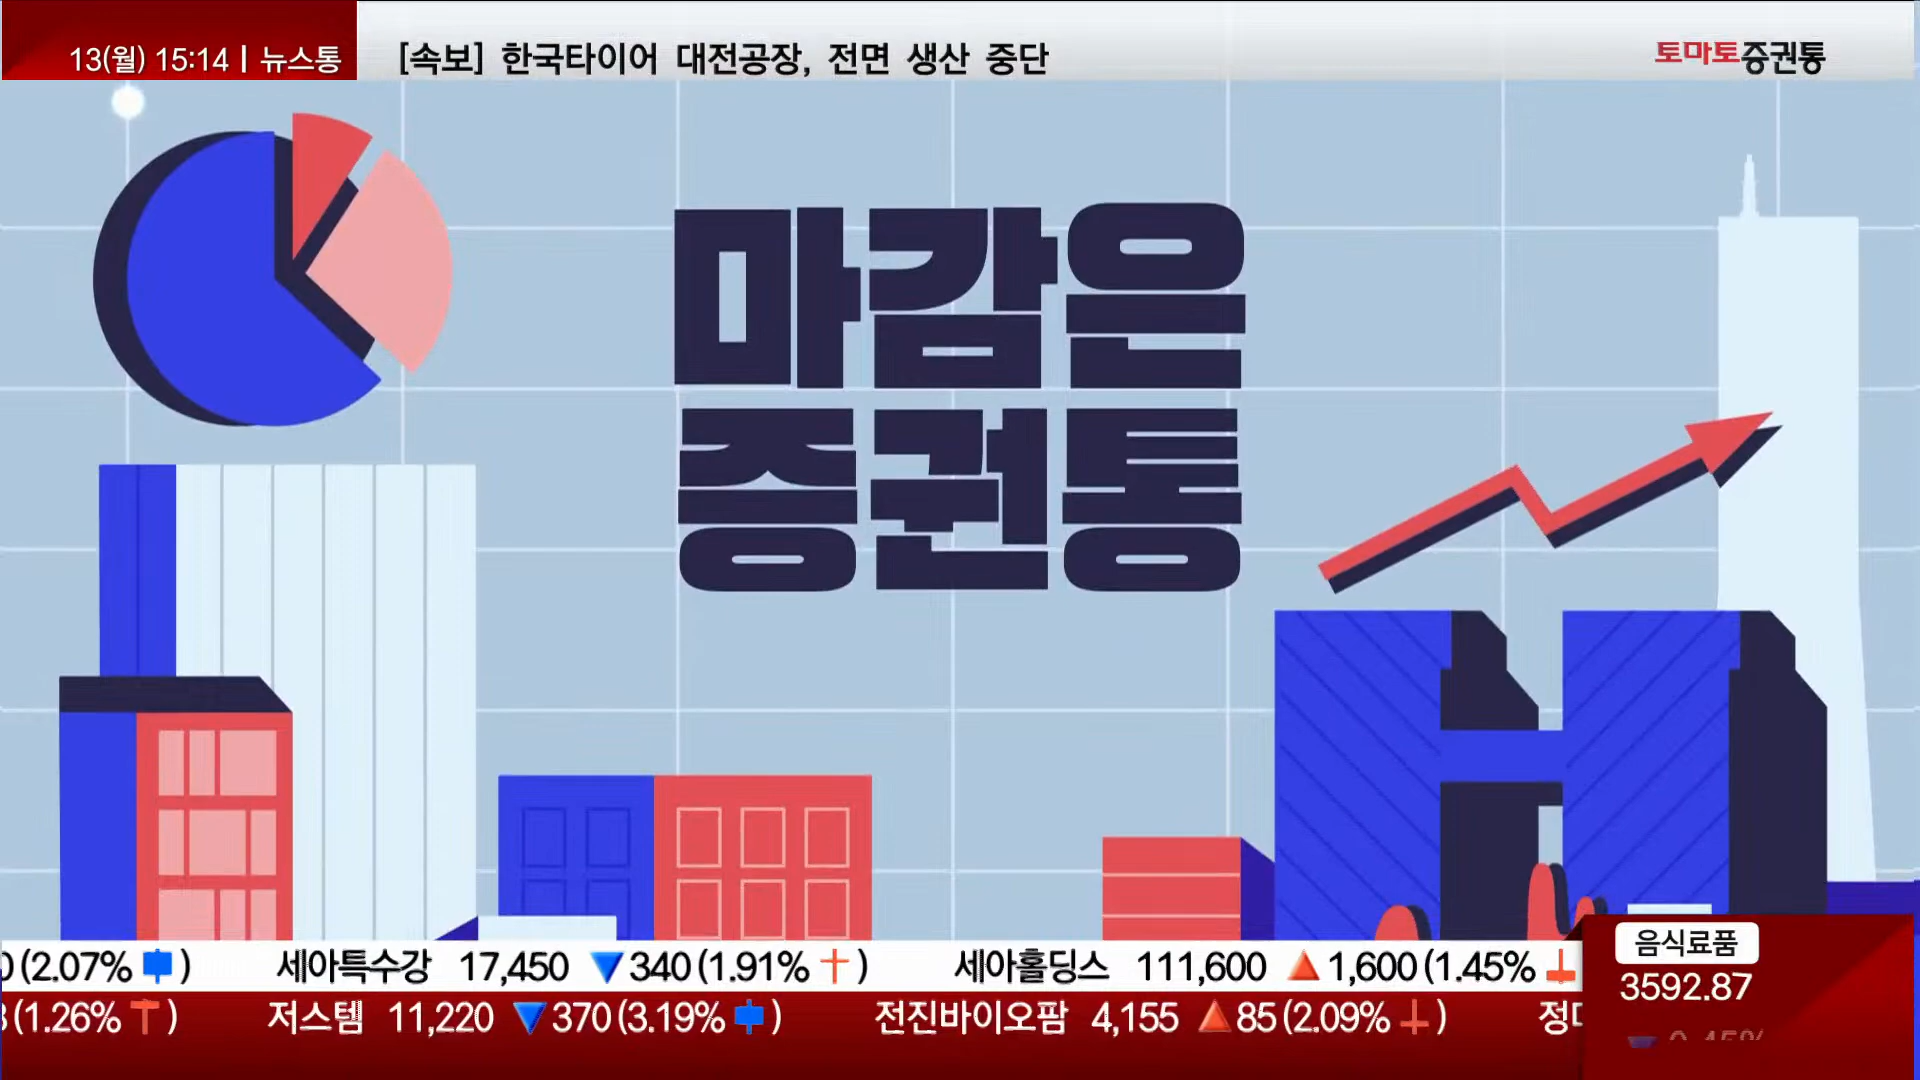 13(월) 15:14 | 뉴스통 [속보] 한국타이어 대전공장, 전면 생산 중단 토마토증권통
마감은
증권통
(2.07% ) 세아특수강 17,450 ▼340(1.91% ) 세아홀딩스 111,600 ▲1,600(1.45%
(1.26% ) 저스템 11,220 ▼370(3.19% ) 전진바이오팜 4,155 ▲85(2.09% )
음식료품
3592.87